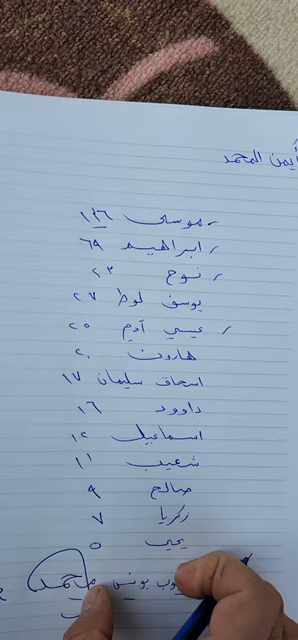 أيمن المحمد
موسى ١٣٦
ابراهيم ٦٩
نوح ٢٣
يوسف لوط ٢٧
عيسى آدم ٢٥
هارون ٢٠
اسحاق سليمان ١٧
داوود ١٦
اسماعيل ١٢
شعيب ١١
صالح ٩
زكريا ٧
يحيى ٥
يونس محمد